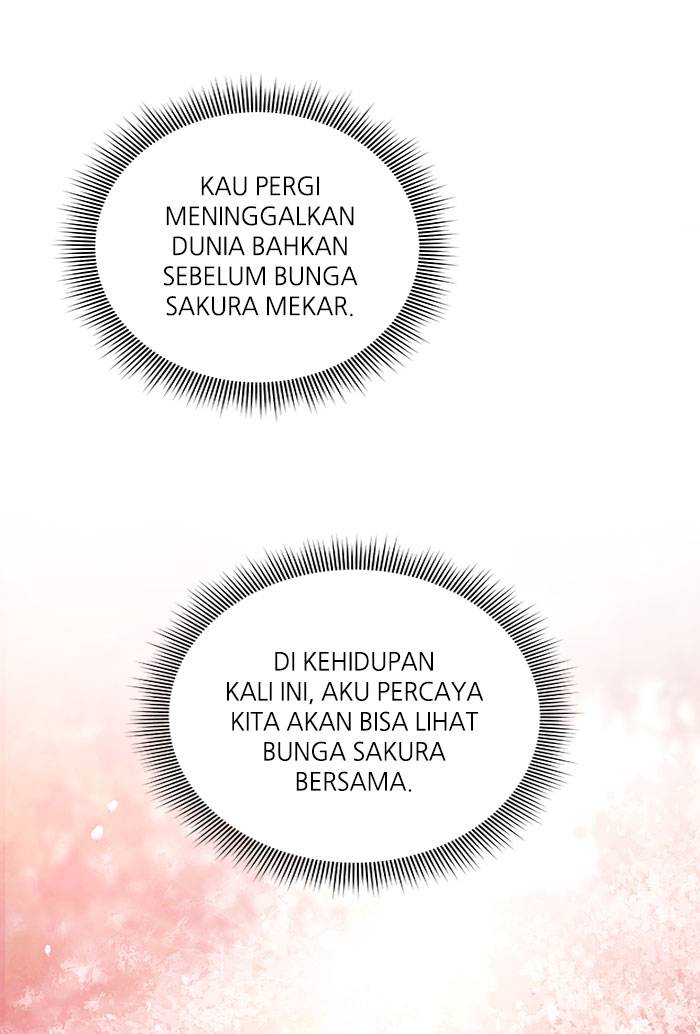 KAU PERGI
MENINGGALKAN
DUNIA BAHKAN
SEBELUM BUNGA
SAKURA MEKAR.
DI KEHIDUPAN
KALI INI, AKU PERCAYA
KITA AKAN BISA LIHAT
BUNGA SAKURA
BERSAMA.